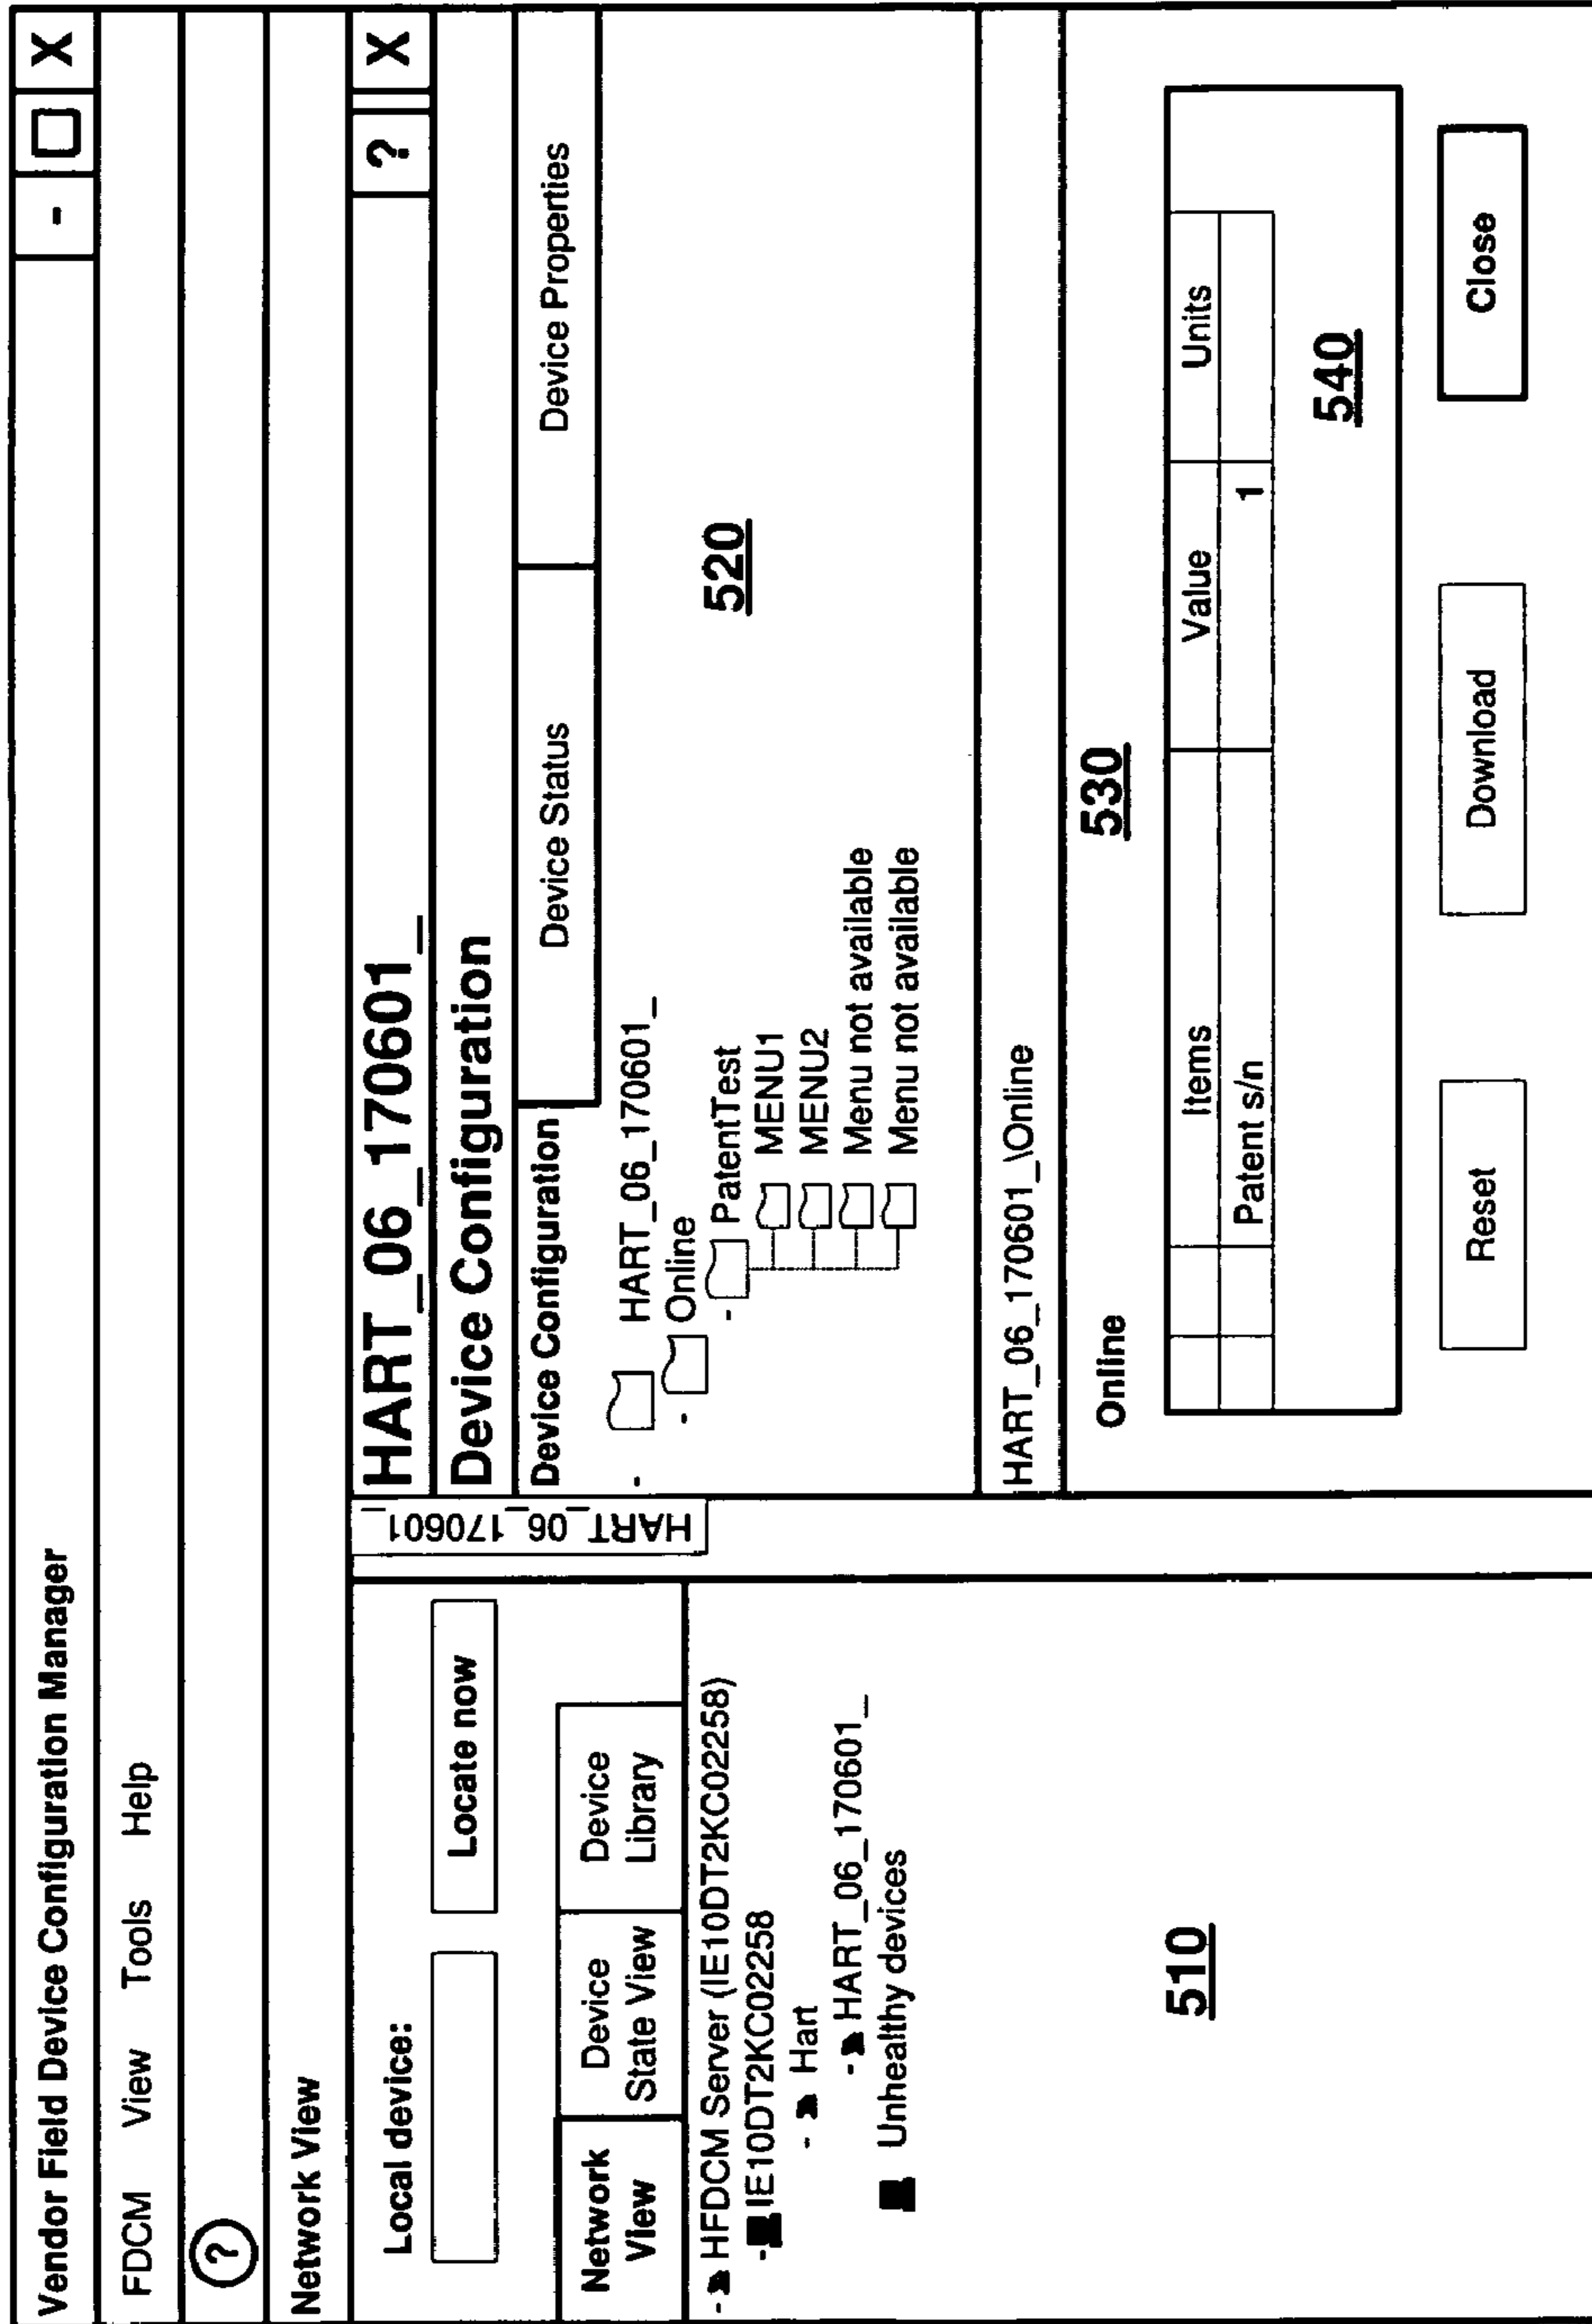 Vendor Field Device Configuration Manager
- X
FDCM View Tools Help
?
Network View
Local device:
Locate now
Network View
Device State View
Device Library
- HFDCM Server (IE10DT2KC02258)
- IE10DT2KC02258
- Hart
- HART_06_170601_
Unhealthy devices
510
HART_06_170601_
HART_06_170601_
? X
Device Configuration
Device Configuration
Device Status
Device Properties
- HART_06_170601_
- Online
- PatentTest
MENU1
MENU2
Menu not available
Menu not available
520
HART_06_170601_\Online
Online
530
Items Value Units
Patent s/n 1
540
Reset
Download
Close